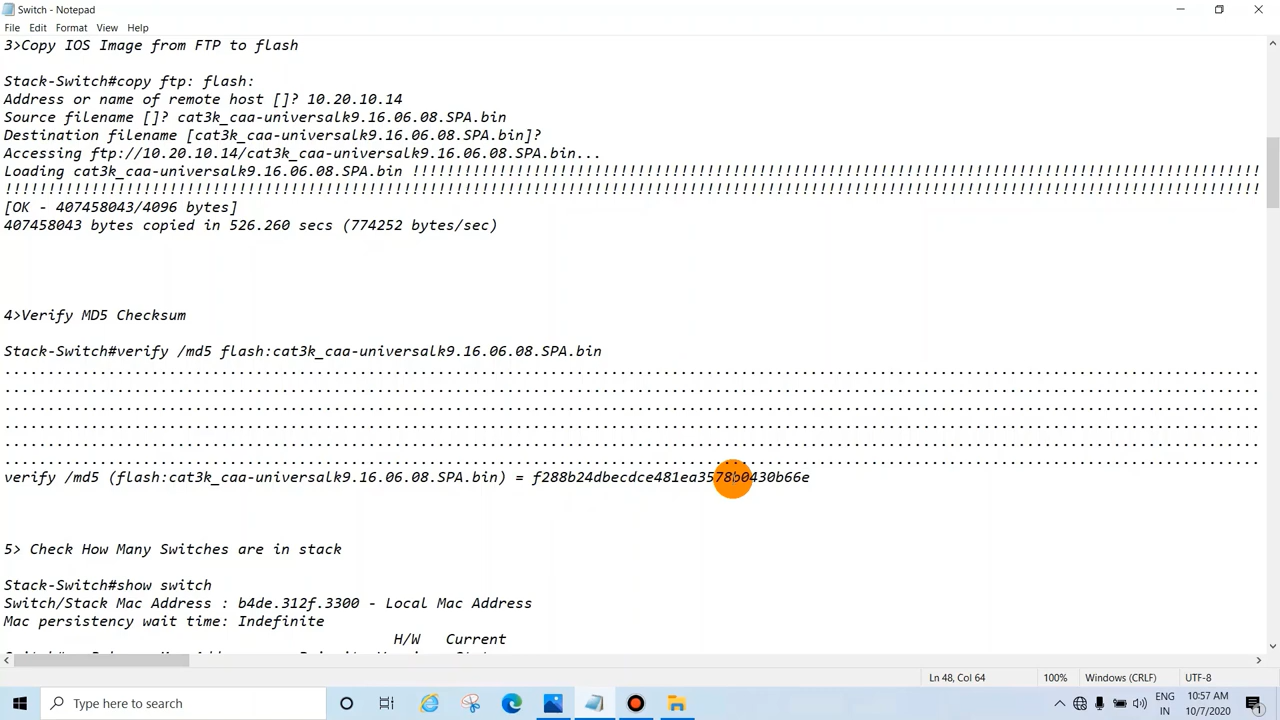 Switch - Notepad
File Edit Format View Help
3>Copy IOS Image from FTP to flash
Stack-Switch#copy ftp: flash:
Address or name of remote host []? 10.20.10.14
Source filename []? cat3k_caa-universalk9.16.06.08.SPA.bin
Destination filename [cat3k_caa-universalk9.16.06.08.SPA.bin]?
Accessing ftp://10.20.10.14/cat3k_caa-universalk9.16.06.08.SPA.bin...
Loading cat3k_caa-universalk9.16.06.08.SPA.bin !!!!!!!!!!!!!!!!!!!!!!!!!!!!!!!!!!!!!!!!!!!!!!!!!!!!!!!!!!!!!!!!!!!!!!!!!!!!!!!!!!!!!!!!!!!!!!!!!!
!!!!!!!!!!!!!!!!!!!!!!!!!!!!!!!!!!!!!!!!!!!!!!!!!!!!!!!!!!!!!!!!!!!!!!!!!!!!!!!!!!!!!!!!!!!!!!!!!!!!!!!!!!!!!!!!!!!!!!!!!!!!!!!!!!!!!!!!!!!!!!!!!
[OK - 407458043/4096 bytes]
407458043 bytes copied in 526.260 secs (774252 bytes/sec)
4>Verify MD5 Checksum
Stack-Switch#verify /md5 flash:cat3k_caa-universalk9.16.06.08.SPA.bin
.................................................................................................................................................
.................................................................................................................................................
.................................................................................................................................................
.................................................................................................................................................
.................................................................................................................................................
.................................................................................................................................................
verify /md5 (flash:cat3k_caa-universalk9.16.06.08.SPA.bin) = f288b24dbecdce481ea3578b0430b66e
5> Check How Many Switches are in stack
Stack-Switch#show switch
Switch/Stack Mac Address : b4de.312f.3300 - Local Mac Address
Mac persistency wait time: Indefinite
H/W Current
Ln 48, Col 64 100% Windows (CRLF) UTF-8
Type here to search
ENG
IN
10:57 AM
10/7/2020
1